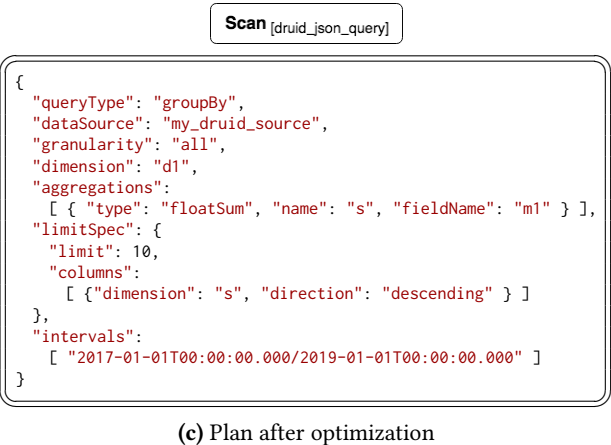 Scan [druid_json_query]
{
  "queryType": "groupBy",
  "dataSource": "my_druid_source",
  "granularity": "all",
  "dimension": "d1",
  "aggregations":
    [ { "type": "floatSum", "name": "s", "fieldName": "m1" } ],
  "limitSpec": {
    "limit": 10,
    "columns":
      [ {"dimension": "s", "direction": "descending" } ]
  },
  "intervals":
    [ "2017-01-01T00:00:00.000/2019-01-01T00:00:00.000" ]
}
(c) Plan after optimization